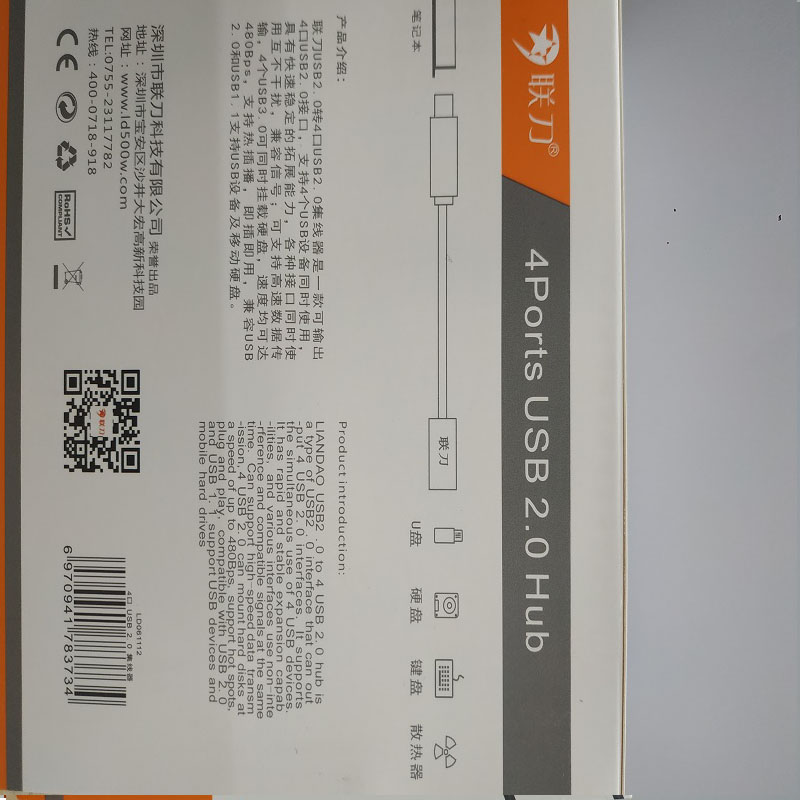 联刀®
4Ports USB 2.0 Hub
笔记本
联刀
U盘
硬盘
键盘
散热器
产品介绍：
联刀USB2.0转4口USB2.0集线器是一款可输出
4口USB2.0接口，支持4个USB设备同时使用，
具有快速稳定的拓展能力，各种接口同时使
用互不干扰，兼容信号；可支持高速数据传
输，4个USB3.0可同时挂载硬盘，速度均可达
480Bps，支持热插播，即插即用，兼容USB
2.0和USB1.1支持USB设备及移动硬盘。
Product introduction:
LIANDAO USB2 .0 to 4 USB 2.0 hub is
a type of USB2 .0 interface that can out
-put 4 USB 2.0 interfaces. It supports
the simultaneous use of 4 USB devices.
It has rapid and stable expansion capab
-ilities, and various interfaces use non-inte
-rference and compatible signals at the same
time. Can support high-speed data transm
-ission, 4 USB 2.0 can mount hard disks at
a speed of up to 480Bps, support hot spots,
plug and play, compatible with USB 2.0
and USB 1.1 support USB devices and
mobile hard drives
深圳市联刀科技有限公司 荣誉出品
地址：深圳市宝安区沙井大宏高新科技园
网址：www.ld500w.com
TEL:0755-23117782
热线：400-0718-918
CE
RoHS
COMPLIANT
联刀
LD061112
4口 USB 2.0 集线器
6 970941 783734